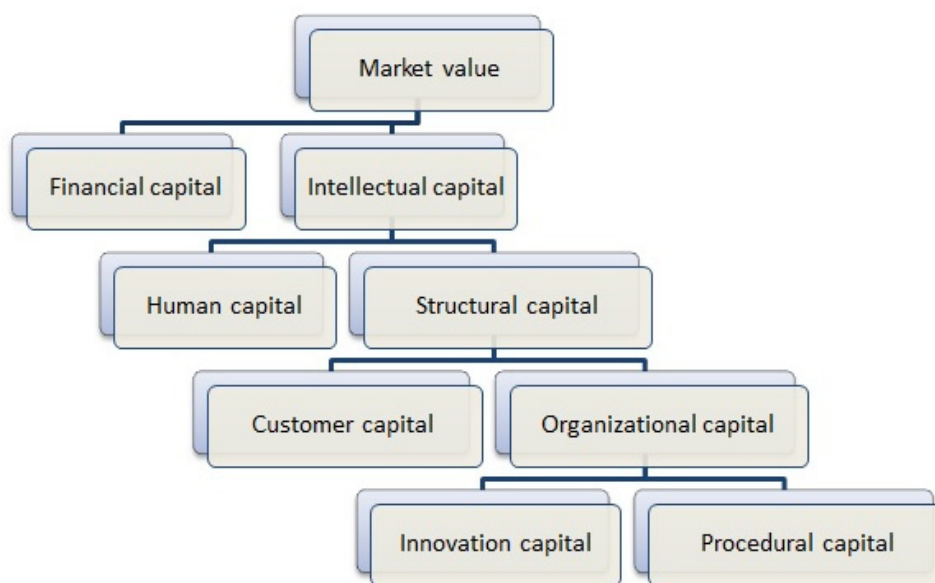 Market value
Financial capital
Intellectual capital
Human capital
Structural capital
Customer capital
Organizational capital
Innovation capital
Procedural capital